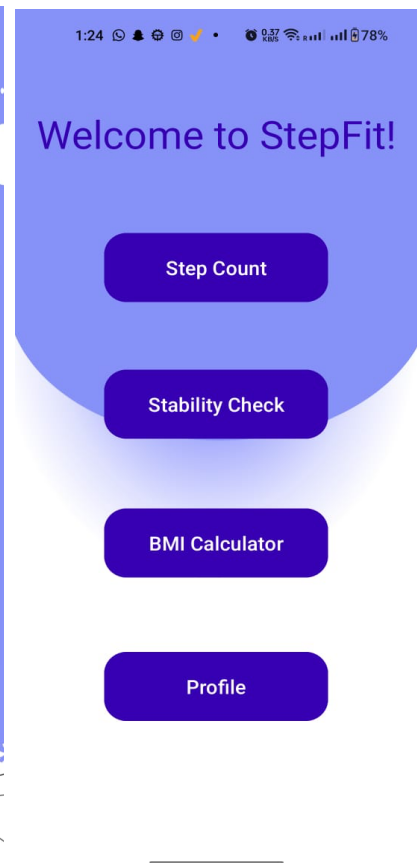 1:24 0.37 KB/S R 78%
Welcome to StepFit!
Step Count
Stability Check
BMI Calculator
Profile